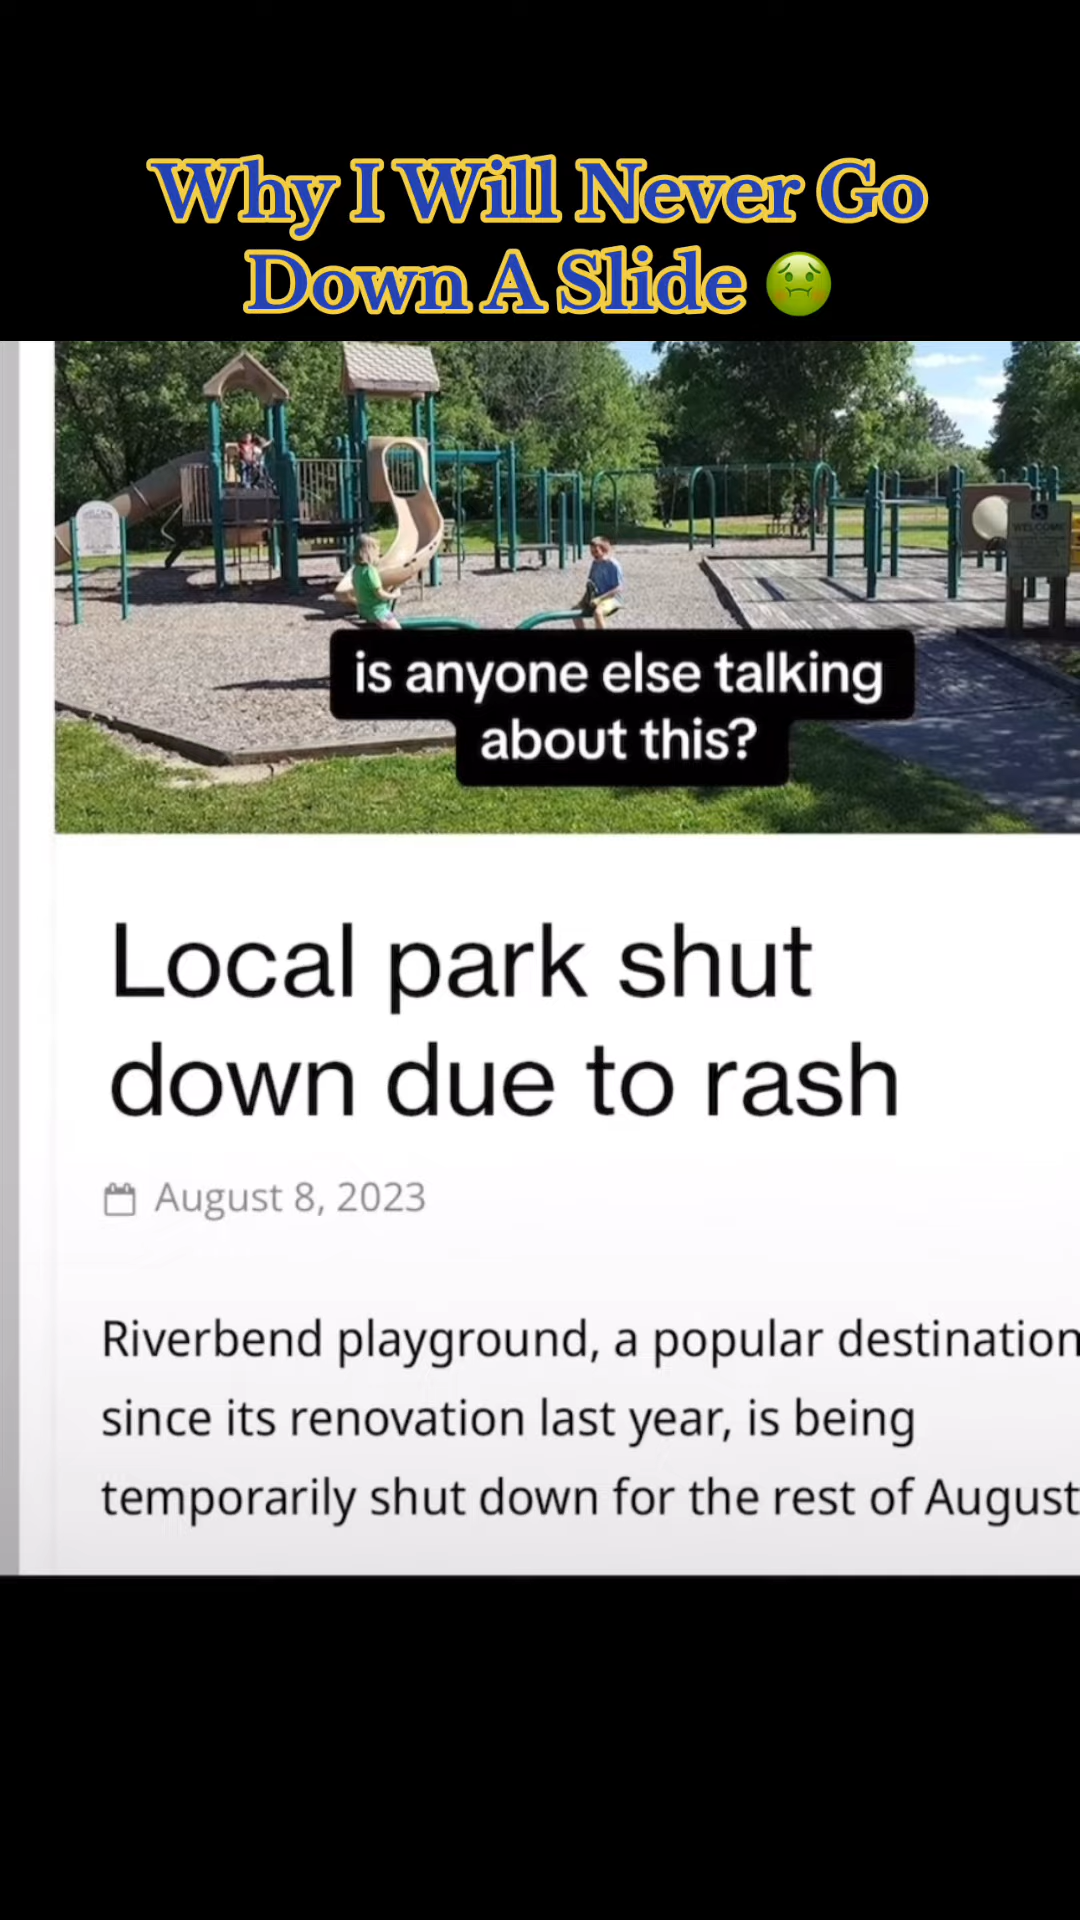 Why I Will Never Go
Down A Slide 🤢
WELCOME
is anyone else talking
about this?
Local park shut
down due to rash
August 8, 2023
Riverbend playground, a popular destination
since its renovation last year, is being
temporarily shut down for the rest of August